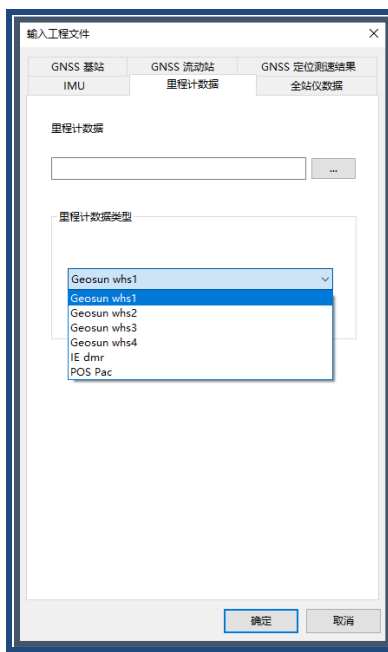 输入工程文件
GNSS 基站 GNSS 流动站 GNSS 定位测速结果
IMU 里程计数据 全站仪数据
里程计数据
...
里程计数据类型
Geosun whs1
Geosun whs1
Geosun whs2
Geosun whs3
Geosun whs4
IE dmr
POS Pac
确定 取消